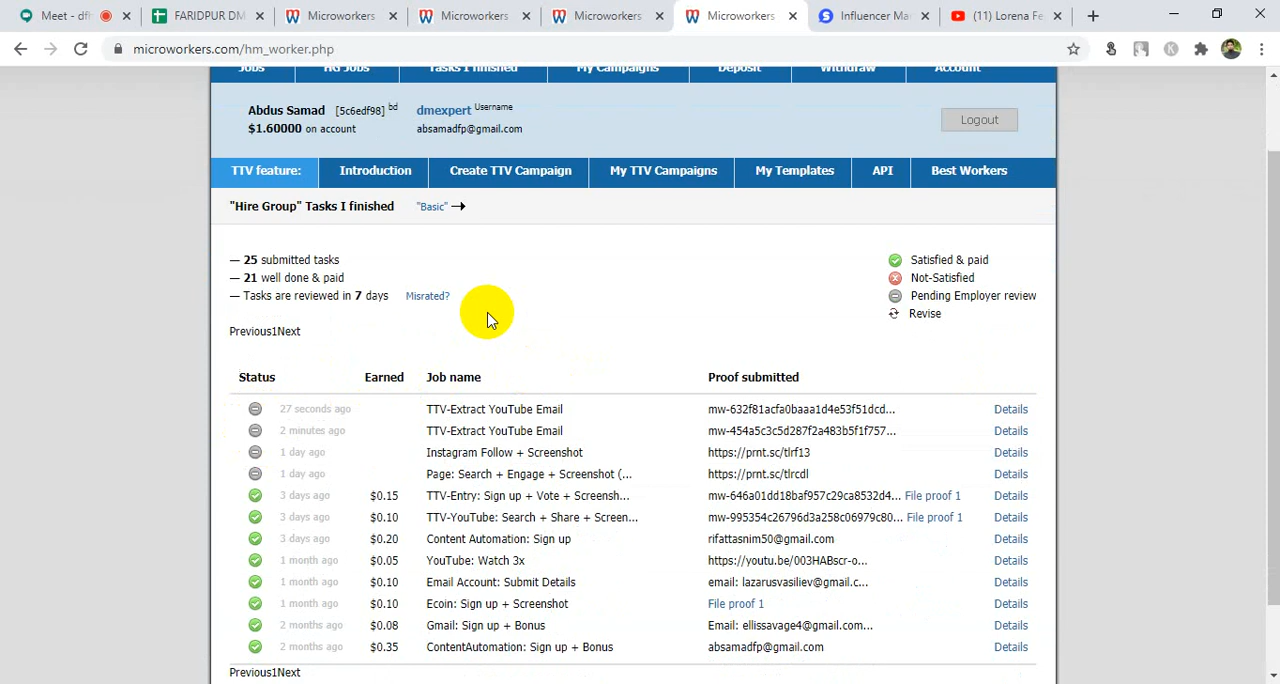 Meet - dfl
FARIDPUR DM
Microworkers
Microworkers
Microworkers
Microworkers
Influencer Ma
(11) Lorena Fe
microworkers.com/hm_worker.php
Jobs HG Jobs Tasks I finished My Campaigns Deposit Withdraw Account
Abdus Samad [5c6edf98] bd dmexpert Username
$1.60000 on account absamadfp@gmail.com
Logout
TTV feature: Introduction Create TTV Campaign My TTV Campaigns My Templates API Best Workers
"Hire Group" Tasks I finished "Basic"
— 25 submitted tasks
— 21 well done & paid
— Tasks are reviewed in 7 days Misrated?
Satisfied & paid
Not-Satisfied
Pending Employer review
Revise
Previous1Next
Status Earned Job name Proof submitted
27 seconds ago TTV-Extract YouTube Email mw-632f81acfa0baaa1d4e53f51dcd... Details
2 minutes ago TTV-Extract YouTube Email mw-454a5c3c5d287f2a483b5f1f757... Details
1 day ago Instagram Follow + Screenshot https://prnt.sc/tlrf13 Details
1 day ago Page: Search + Engage + Screenshot (... https://prnt.sc/tlrcdl Details
3 days ago $0.15 TTV-Entry: Sign up + Vote + Screensh... mw-646a01dd18baf957c29ca8532d4... File proof 1 Details
3 days ago $0.10 TTV-YouTube: Search + Share + Screen... mw-995354c26796d3a258c06979c80... File proof 1 Details
3 days ago $0.20 Content Automation: Sign up rifattasnim50@gmail.com Details
1 month ago $0.05 YouTube: Watch 3x https://youtu.be/003HABscr-o... Details
1 month ago $0.10 Email Account: Submit Details email: lazarusvasiliev@gmail.c... Details
1 month ago $0.10 Ecoin: Sign up + Screenshot File proof 1 Details
2 months ago $0.08 Gmail: Sign up + Bonus Email: ellissavage4@gmail.com... Details
2 months ago $0.35 ContentAutomation: Sign up + Bonus absamadfp@gmail.com Details
Previous1Next